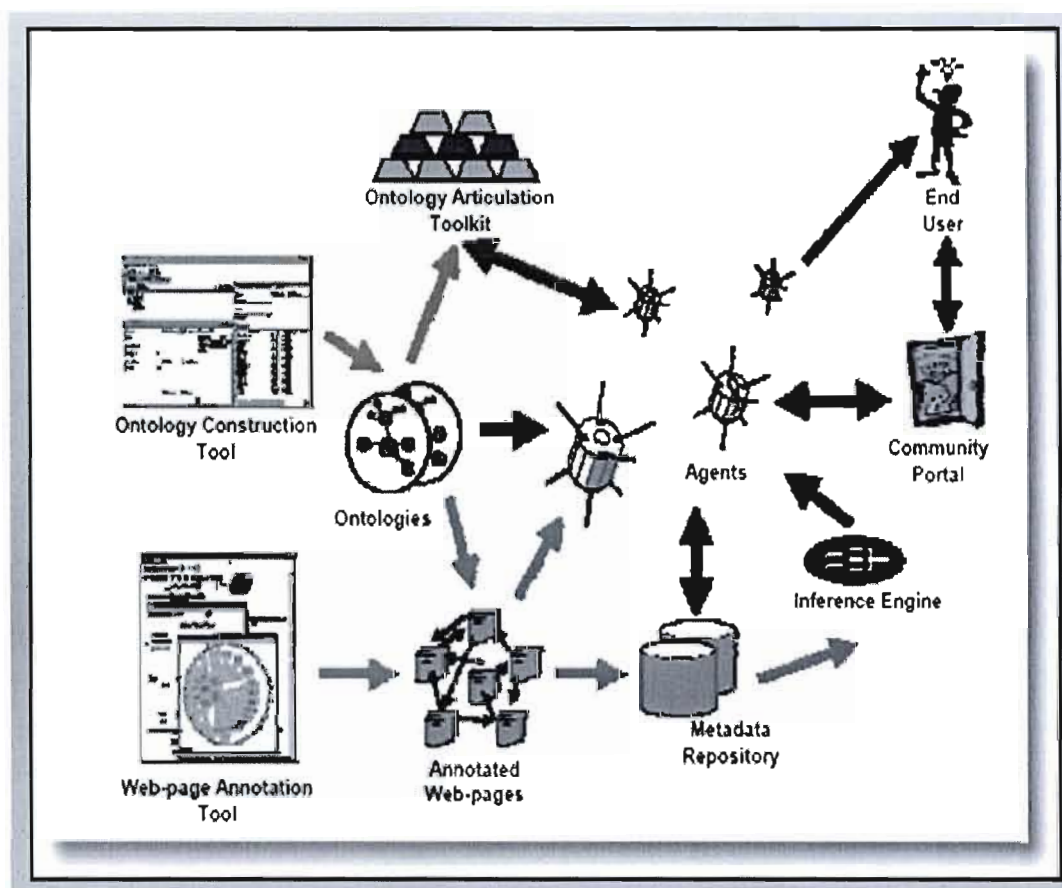 Ontology Articulation
Toolkit
End
User
Ontology Construction
Tool
Ontologies
Agents
Community
Portal
Inference Engine
Web-page Annotation
Tool
Annotated
Web-pages
Metadata
Repository